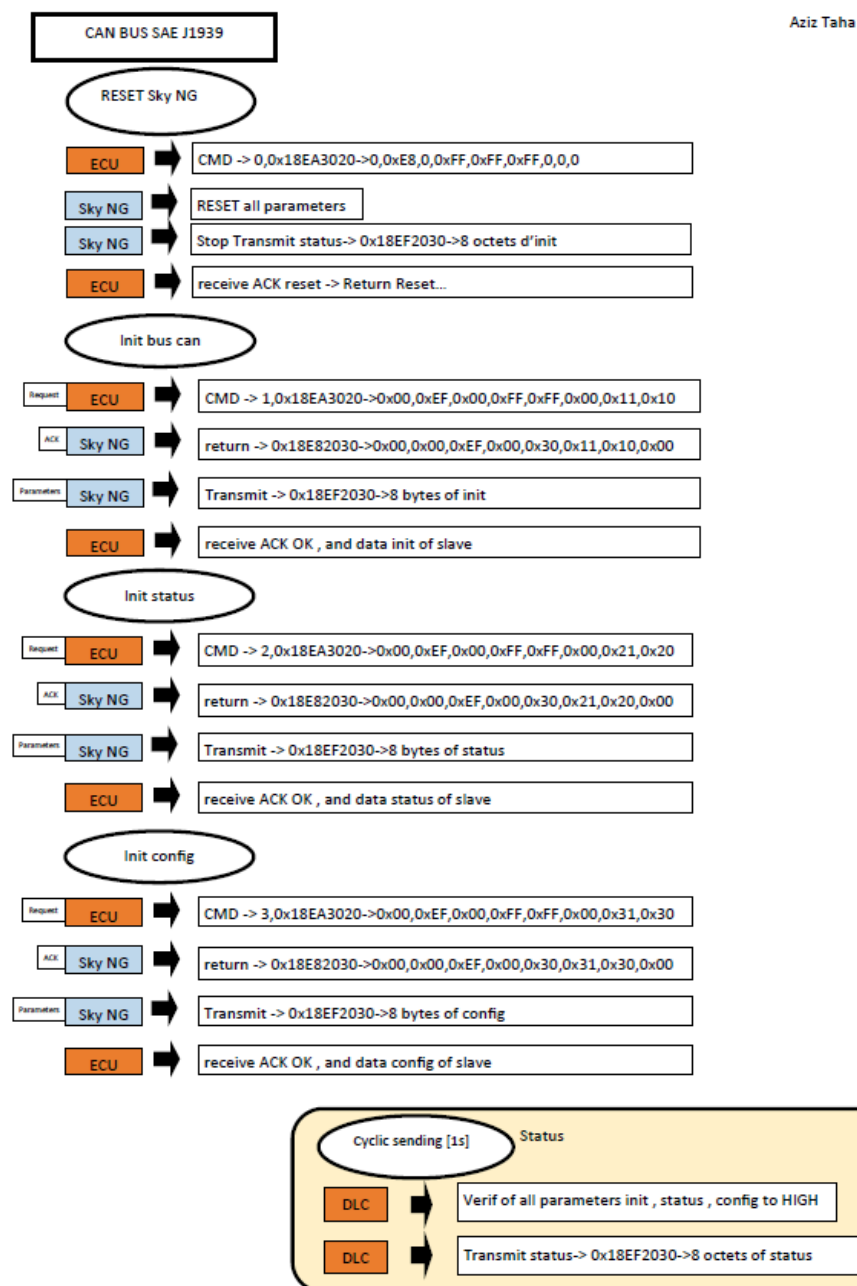 CAN BUS SAE J1939
Aziz Taha
RESET Sky NG
ECU
CMD -> 0,0x18EA3020->0,0xE8,0,0xFF,0xFF,0xFF,0,0,0
Sky NG
RESET all parameters
Sky NG
Stop Transmit status-> 0x18EF2030->8 octets d'init
ECU
receive ACK reset -> Return Reset...
Init bus can
Request
ECU
CMD -> 1,0x18EA3020->0x00,0xEF,0x00,0xFF,0xFF,0x00,0x11,0x10
ACK
Sky NG
return -> 0x18E82030->0x00,0x00,0xEF,0x00,0x30,0x11,0x10,0x00
Parameters
Sky NG
Transmit -> 0x18EF2030->8 bytes of init
ECU
receive ACK OK , and data init of slave
Init status
Request
ECU
CMD -> 2,0x18EA3020->0x00,0xEF,0x00,0xFF,0xFF,0x00,0x21,0x20
ACK
Sky NG
return -> 0x18E82030->0x00,0x00,0xEF,0x00,0x30,0x21,0x20,0x00
Parameters
Sky NG
Transmit -> 0x18EF2030->8 bytes of status
ECU
receive ACK OK , and data status of slave
Init config
Request
ECU
CMD -> 3,0x18EA3020->0x00,0xEF,0x00,0xFF,0xFF,0x00,0x31,0x30
ACK
Sky NG
return -> 0x18E82030->0x00,0x00,0xEF,0x00,0x30,0x31,0x30,0x00
Parameters
Sky NG
Transmit -> 0x18EF2030->8 bytes of config
ECU
receive ACK OK , and data config of slave
Cyclic sending [1s]
Status
DLC
Verif of all parameters init , status , config to HIGH
DLC
Transmit status-> 0x18EF2030->8 octets of status